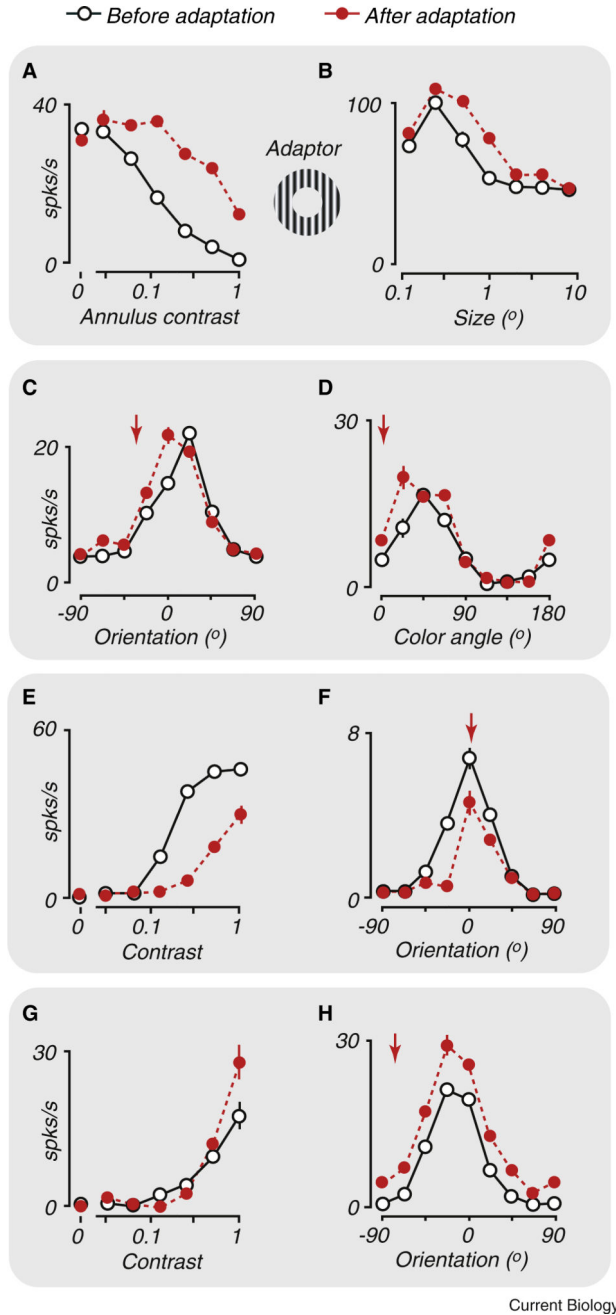 Before adaptation After adaptation
A
40
spks/s
0
0 0.1 1
Annulus contrast
Adaptor
B
100
0
0.1 1 10
Size (º)
C
20
spks/s
0
-90 0 90
Orientation (º)
D
30
0
0 90 180
Color angle (º)
E
60
spks/s
0
0 0.1 1
Contrast
F
8
0
-90 0 90
Orientation (º)
G
30
spks/s
0
0 0.1 1
Contrast
H
30
0
-90 0 90
Orientation (º)
Current Biology